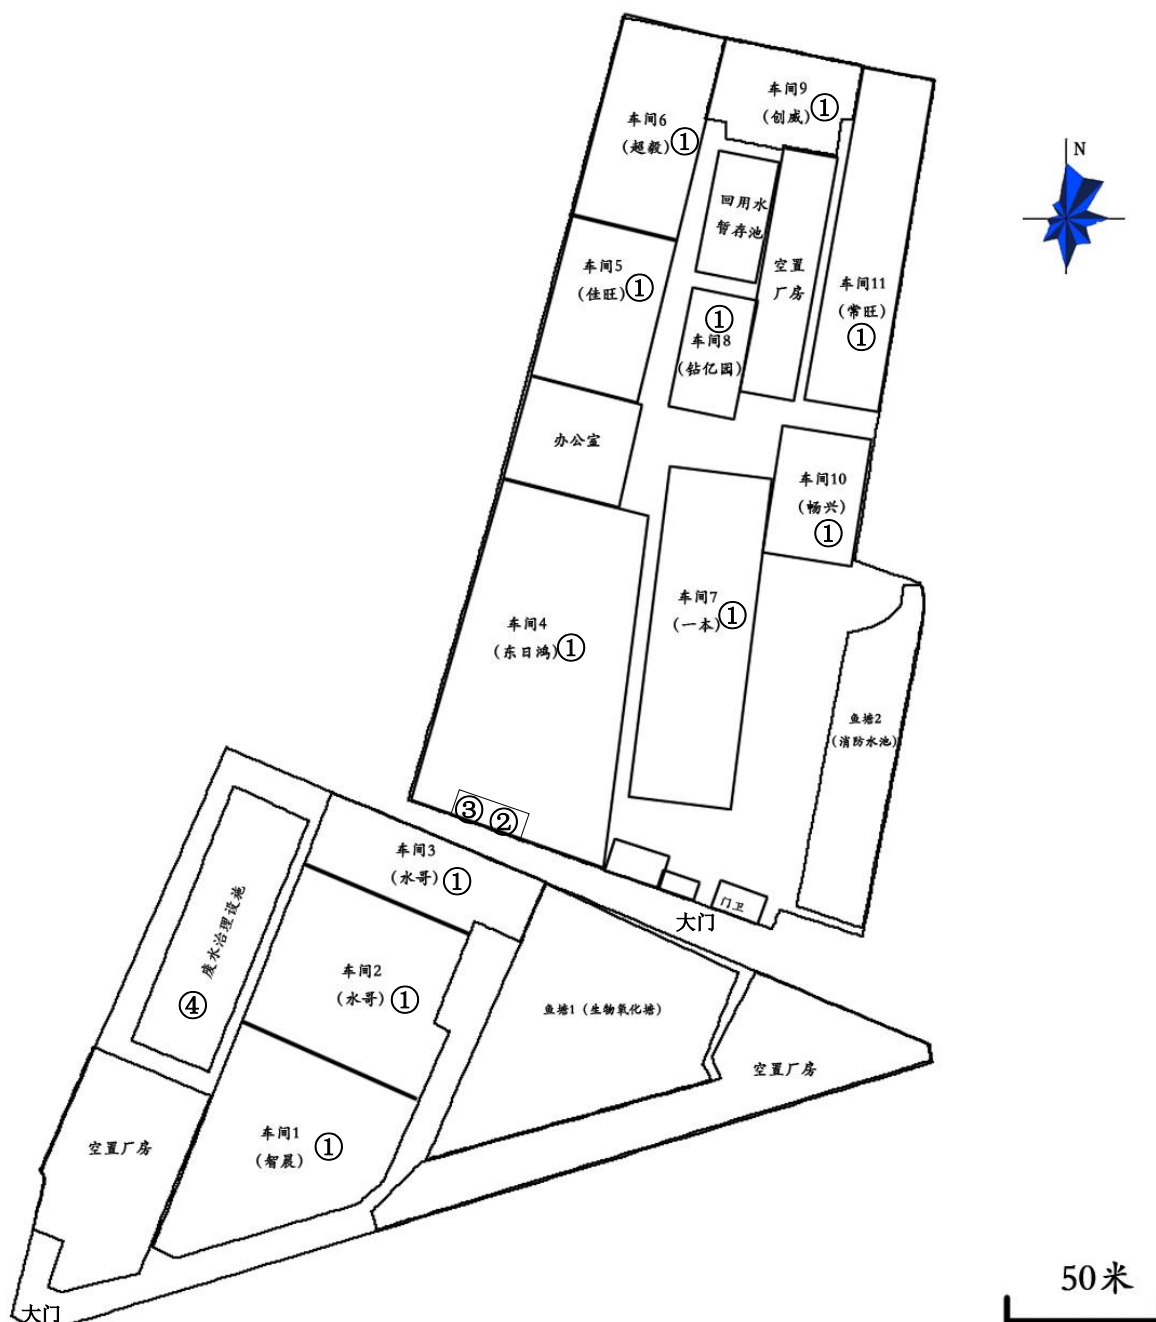 N
车间9
(创威)
①
车间6
(超毅)
①
回用水
暂存池
空置
厂房
车间5
(佳旺)
①
车间11
(常旺)
①
①
车间8
(钻亿园)
办公室
车间10
(畅兴)
①
车间7
(一本)
①
车间4
(东日鸿)
①
鱼塘2
(消防水池)
③
②
车间3
(水哥)
①
门卫
大门
废水治理设施
④
车间2
(水哥)
①
鱼塘1(生物氧化塘)
空置厂房
车间1
(智晨)
①
空置厂房
大门
50米